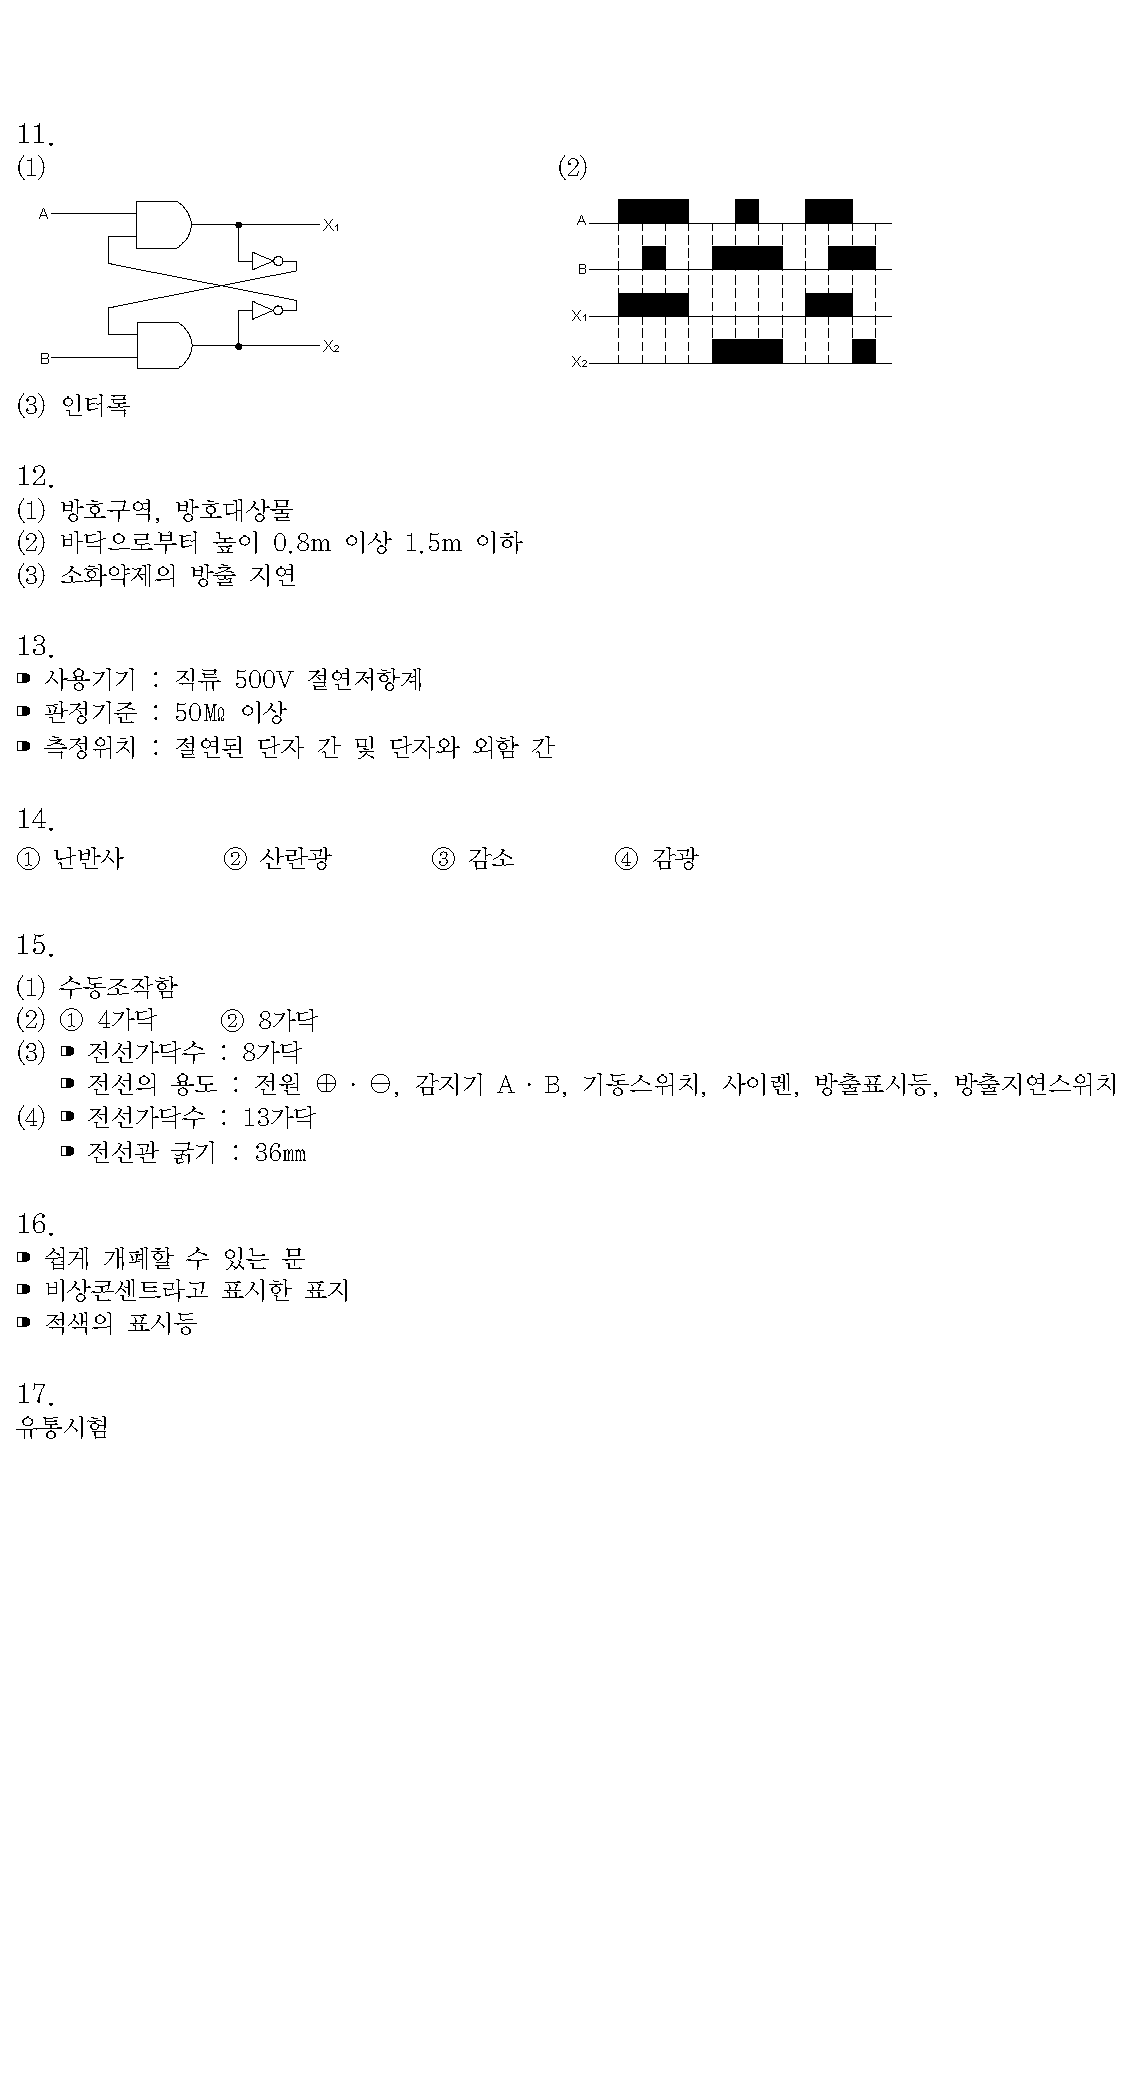 11.
(1) (2)
A X₁
B X₂
A
B
X₁
X₂
(3) 인터록
12.
(1) 방호구역, 방호대상물
(2) 바닥으로부터 높이 0.8m 이상 1.5m 이하
(3) 소화약제의 방출 지연
13.
➠ 사용기기 : 직류 500V 절연저항계
➠ 판정기준 : 50㏁ 이상
➠ 측정위치 : 절연된 단자 간 및 단자와 외함 간
14.
① 난반사 ② 산란광 ③ 감소 ④ 감광
15.
(1) 수동조작함
(2) ① 4가닥 ② 8가닥
(3) ➠ 전선가닥수 : 8가닥
➠ 전선의 용도 : 전원 ⊕ · ⊖, 감지기 A · B, 기동스위치, 사이렌, 방출표시등, 방출지연스위치
(4) ➠ 전선가닥수 : 13가닥
➠ 전선관 굵기 : 36㎜
16.
➠ 쉽게 개폐할 수 있는 문
➠ 비상콘센트라고 표시한 표지
➠ 적색의 표시등
17.
유통시험